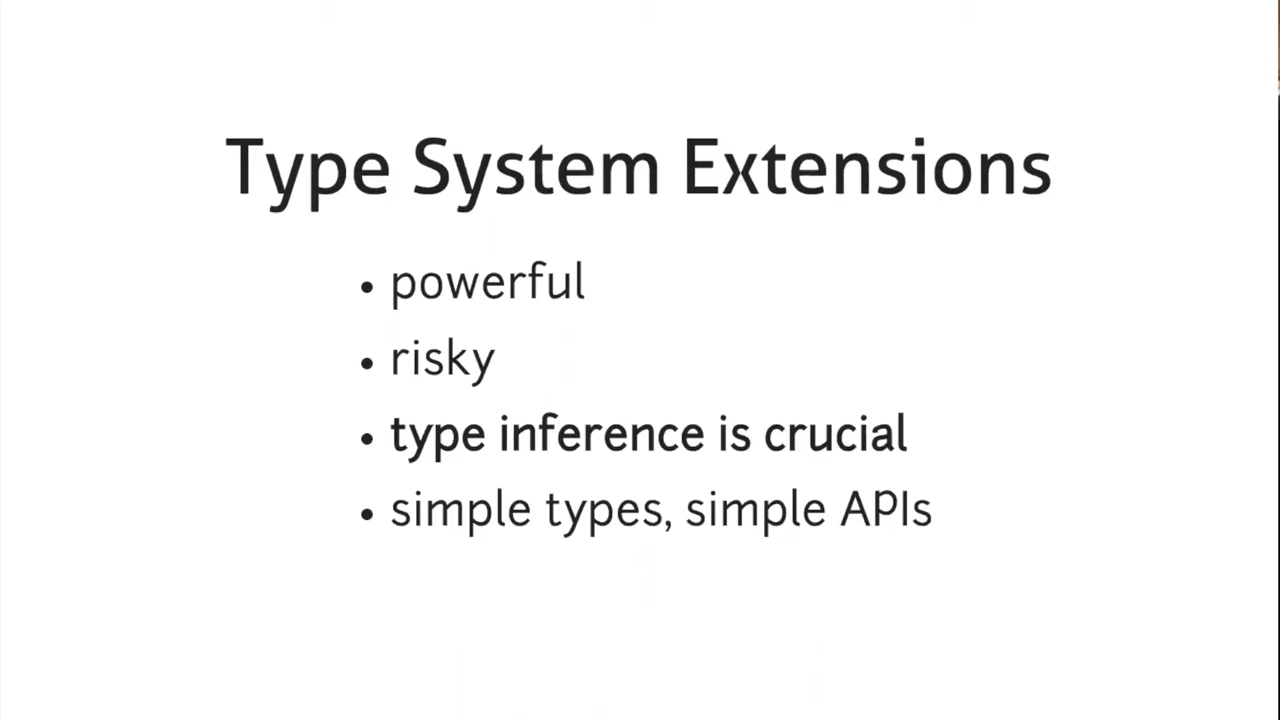 Type System Extensions
• powerful
• risky
• type inference is crucial
• simple types, simple APIs